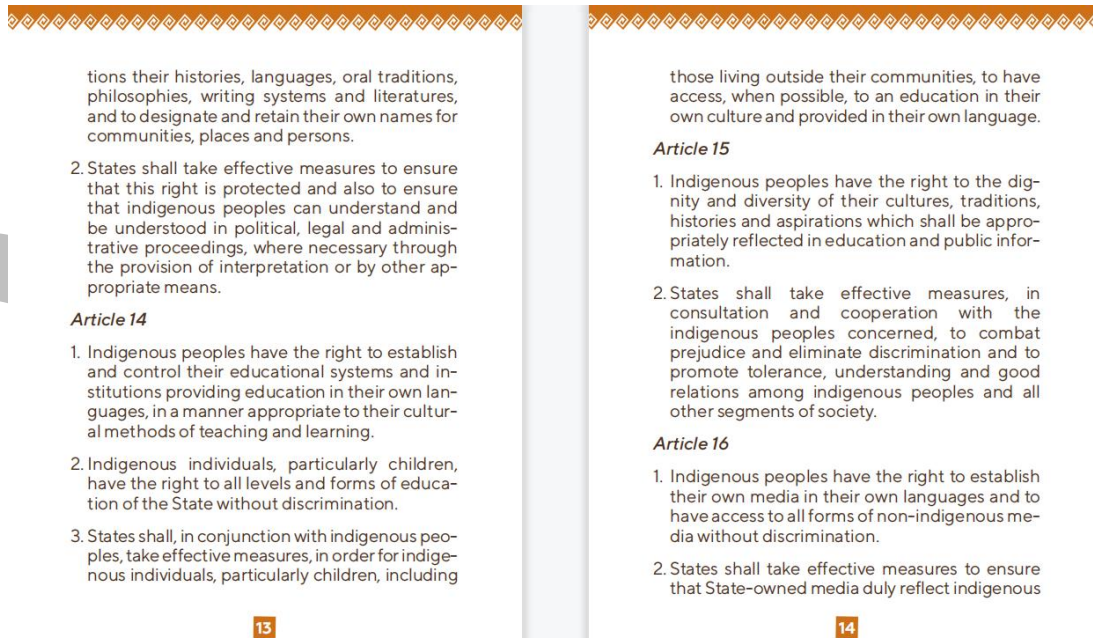 tions their histories, languages, oral traditions,
philosophies, writing systems and literatures,
and to designate and retain their own names for
communities, places and persons.
2. States shall take effective measures to ensure
that this right is protected and also to ensure
that indigenous peoples can understand and
be understood in political, legal and adminis-
trative proceedings, where necessary through
the provision of interpretation or by other ap-
propriate means.
Article 14
1. Indigenous peoples have the right to establish
and control their educational systems and in-
stitutions providing education in their own lan-
guages, in a manner appropriate to their cultur-
al methods of teaching and learning.
2. Indigenous individuals, particularly children,
have the right to all levels and forms of educa-
tion of the State without discrimination.
3. States shall, in conjunction with indigenous peo-
ples, take effective measures, in order for indige-
nous individuals, particularly children, including
13
those living outside their communities, to have
access, when possible, to an education in their
own culture and provided in their own language.
Article 15
1. Indigenous peoples have the right to the dig-
nity and diversity of their cultures, traditions,
histories and aspirations which shall be appro-
priately reflected in education and public infor-
mation.
2. States shall take effective measures, in
consultation and cooperation with the
indigenous peoples concerned, to combat
prejudice and eliminate discrimination and to
promote tolerance, understanding and good
relations among indigenous peoples and all
other segments of society.
Article 16
1. Indigenous peoples have the right to establish
their own media in their own languages and to
have access to all forms of non-indigenous me-
dia without discrimination.
2. States shall take effective measures to ensure
that State-owned media duly reflect indigenous
14